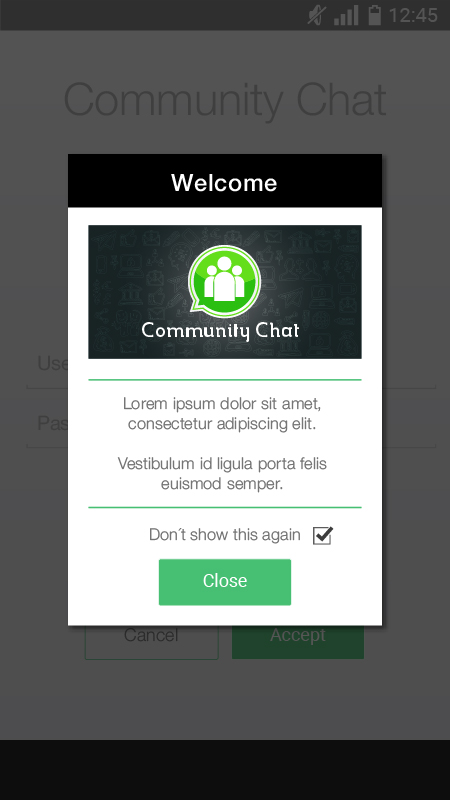 12:45
Community Chat
Welcome
Community Chat
Use
Pas
Lorem ipsum dolor sit amet,
consectetur adipiscing elit.
Vestibulum id ligula porta felis
euismod semper.
Don´t show this again
Close
Cancel
Accept